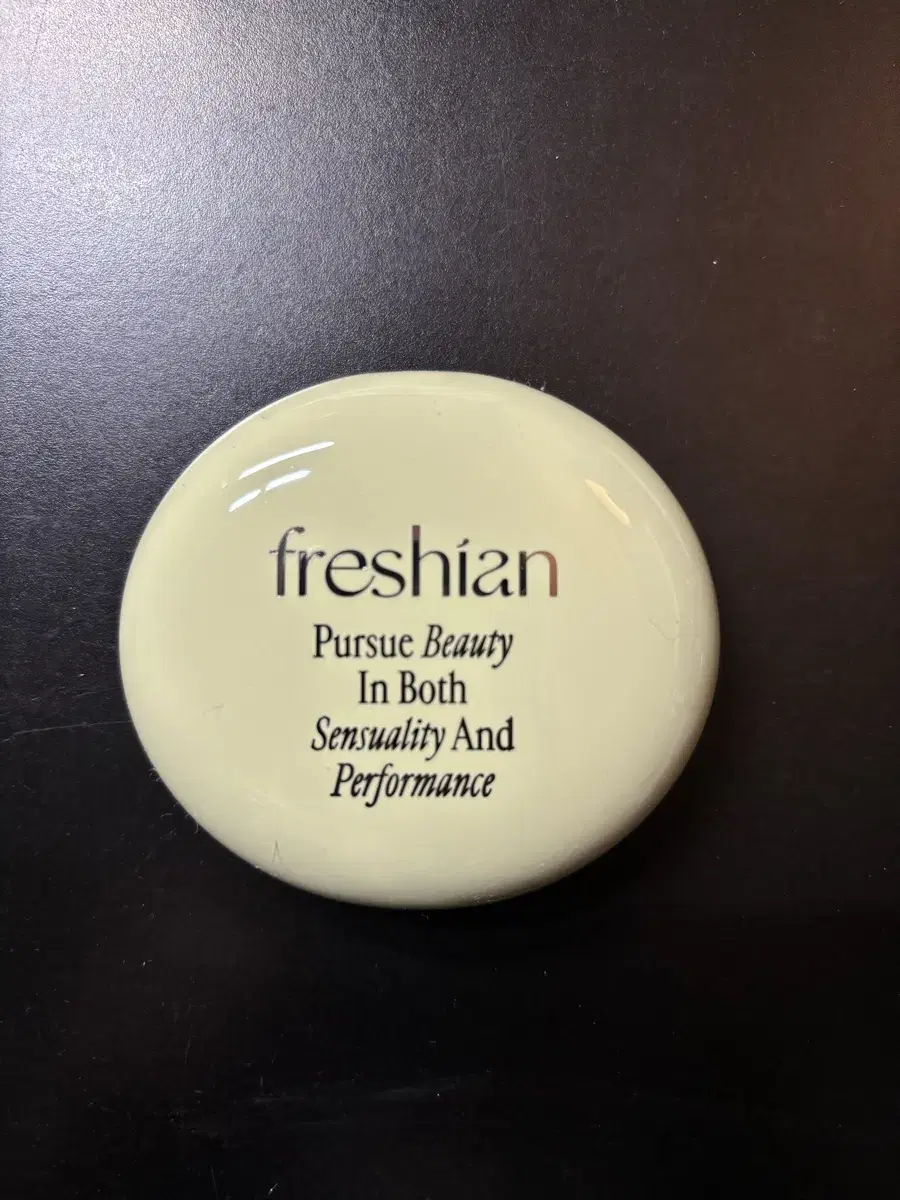 freshian
Pursue Beauty
In Both
Sensuality And
Performance